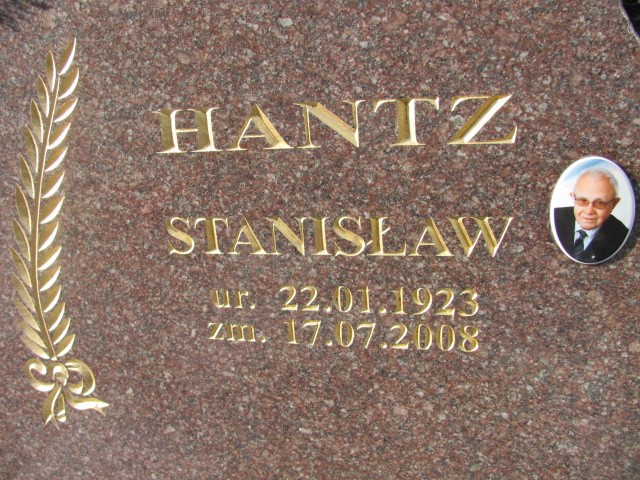 HANTZ
STANISŁAW
ur. 22.01.1923
zm. 17.07.2008